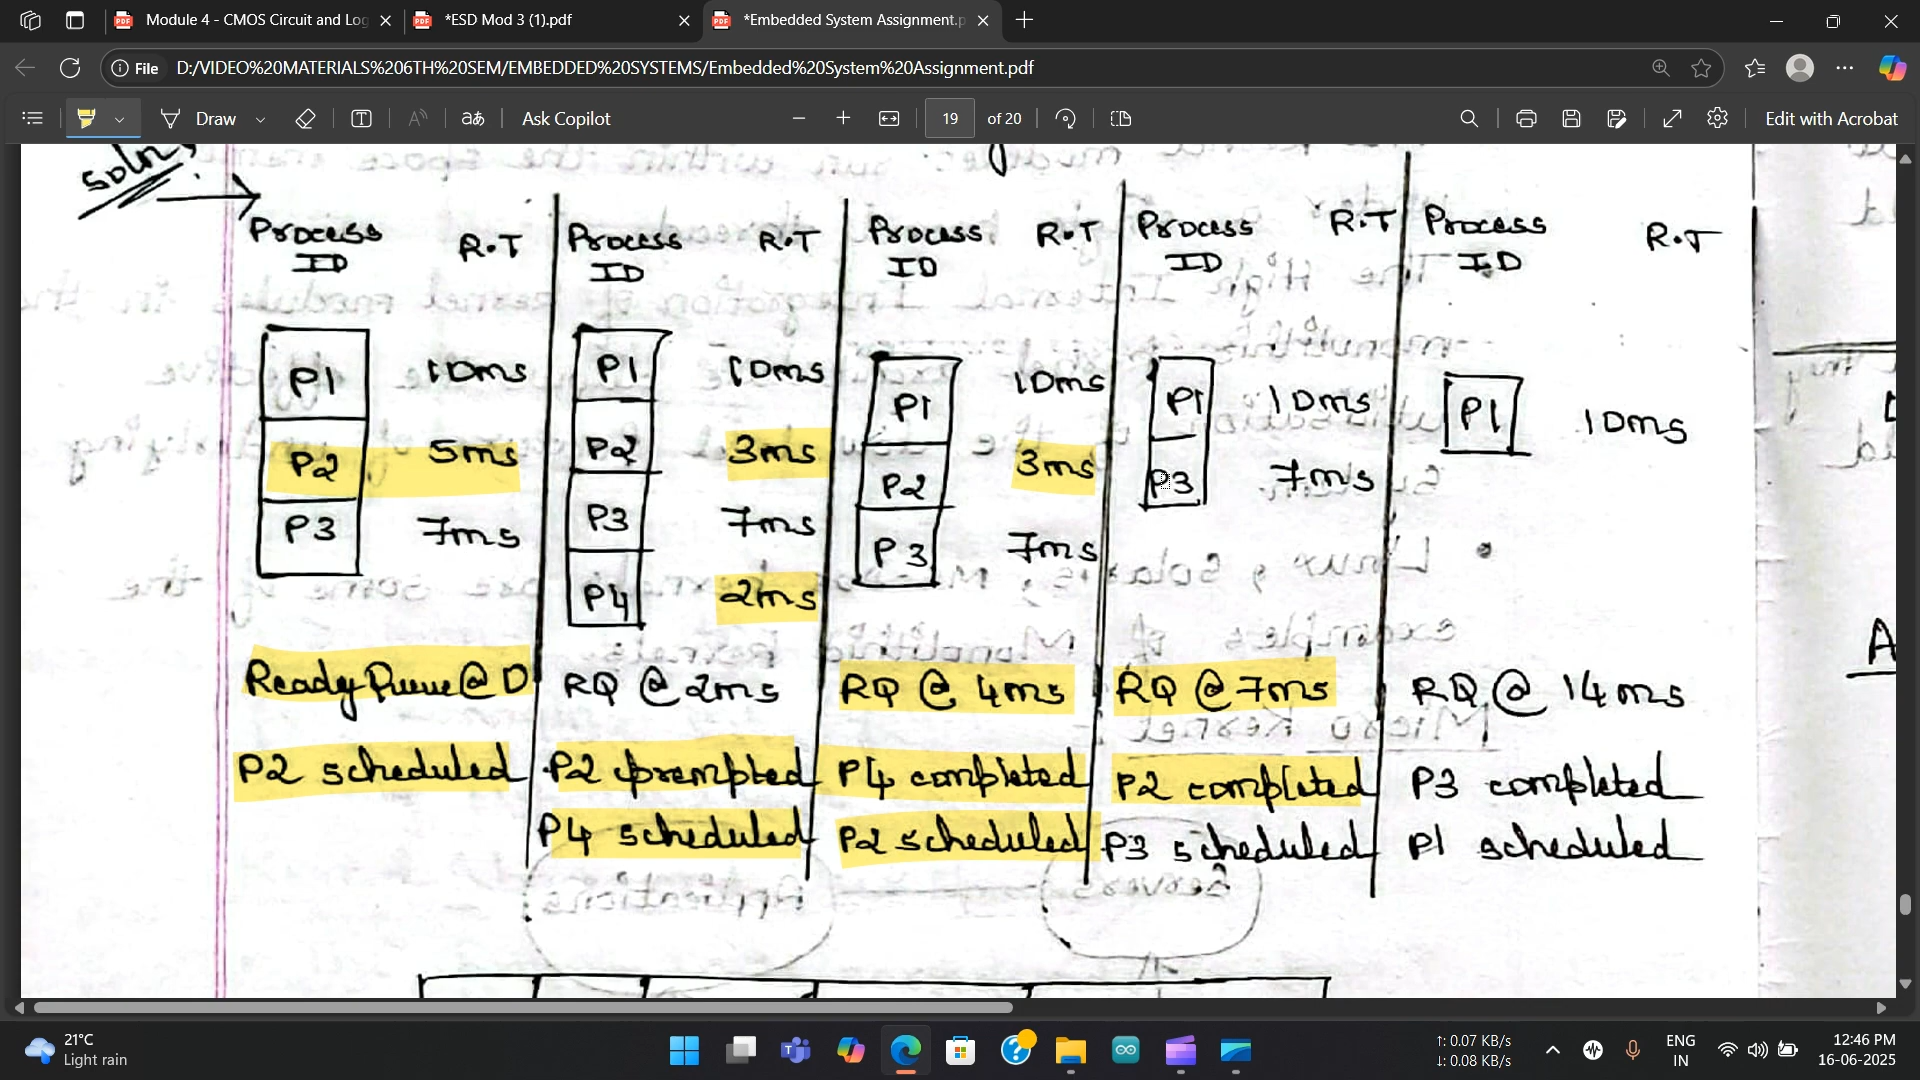 Module 4 - CMOS Circuit and Log
*ESD Mod 3 (1).pdf
*Embedded System Assignment.p
File D:/VIDEO%20MATERIALS%206TH%20SEM/EMBEDDED%20SYSTEMS/Embedded%20System%20Assignment.pdf
Draw
aあ
Ask Copilot
19 of 20
Edit with Acrobat
Soln:
Process ID R.T
Process ID R.T
Process ID R.T
Process ID R.T
Process ID R.T
P1 10ms
P2 5ms
P3 7ms
P1 10ms
P2 3ms
P3 7ms
P4 2ms
P1 10ms
P2 3ms
P3 7ms
P1 10ms
P3 7ms
P1 10ms
Ready Queue @ 0
RQ @ 2ms
RQ @ 4ms
RQ @ 7ms
RQ @ 14ms
P2 scheduled
P2 prempted
P4 completed
P2 completed
P3 completed
P4 scheduled
P2 scheduled
P3 scheduled
P1 scheduled
21°C
Light rain
↑: 0.07 KB/s
↓: 0.08 KB/s
ENG
IN
12:46 PM
16-06-2025